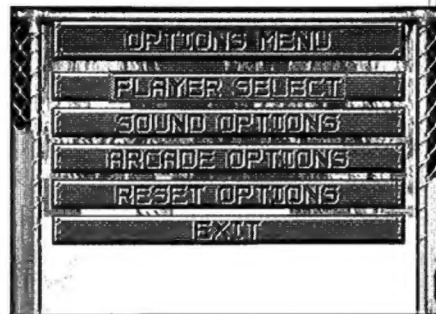 OPTIONS MENU
PLAYER SELECT
SOUND OPTIONS
ARCADE OPTIONS
RESET OPTIONS
EXIT